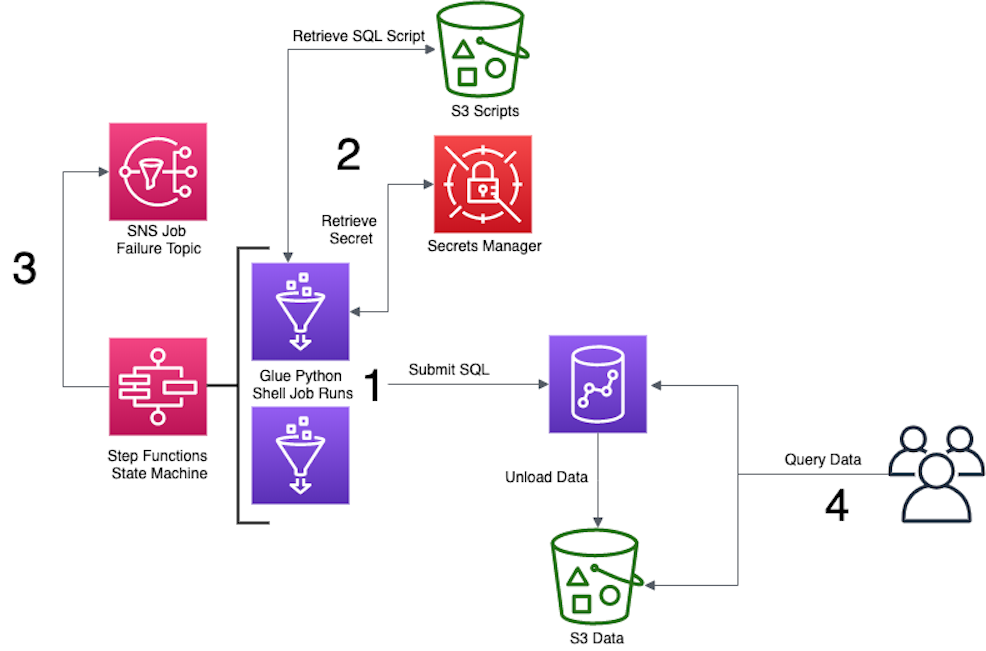 Retrieve SQL Script
S3 Scripts
2
SNS Job
Failure Topic
Retrieve
Secret
Secrets Manager
3
Glue Python
Shell Job Runs
1
Submit SQL
Step Functions
State Machine
Unload Data
Query Data
4
S3 Data